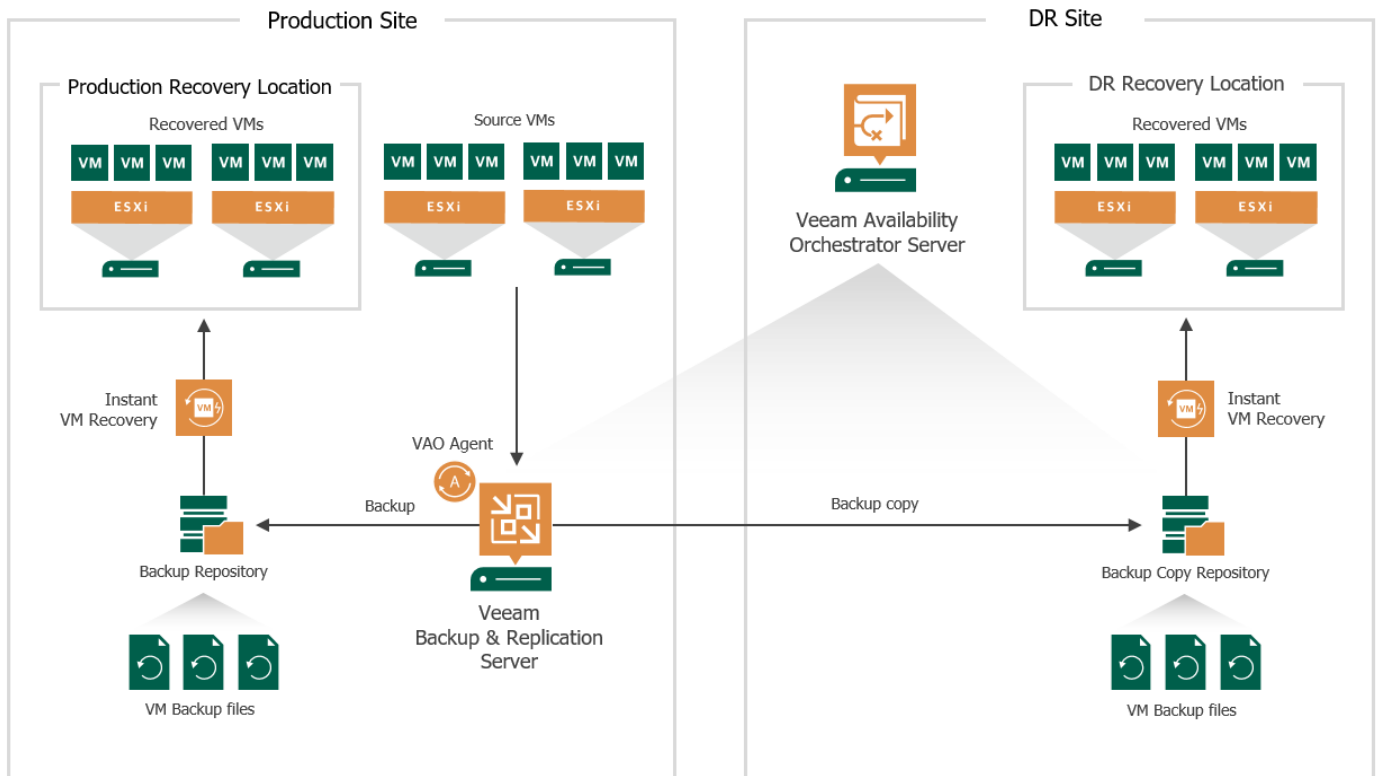 Production Site
Production Recovery Location
Recovered VMs
VM VM VM VM VM VM
ESXi ESXi
Source VMs
VM VM VM VM VM VM
ESXi ESXi
Instant
VM Recovery
VM
VAO Agent
A
Backup
Backup Repository
VM Backup files
Veeam
Backup & Replication
Server
Backup copy
DR Site
Veeam Availability
Orchestrator Server
DR Recovery Location
Recovered VMs
VM VM VM VM VM VM
ESXi ESXi
VM
Instant
VM Recovery
Backup Copy Repository
VM Backup files